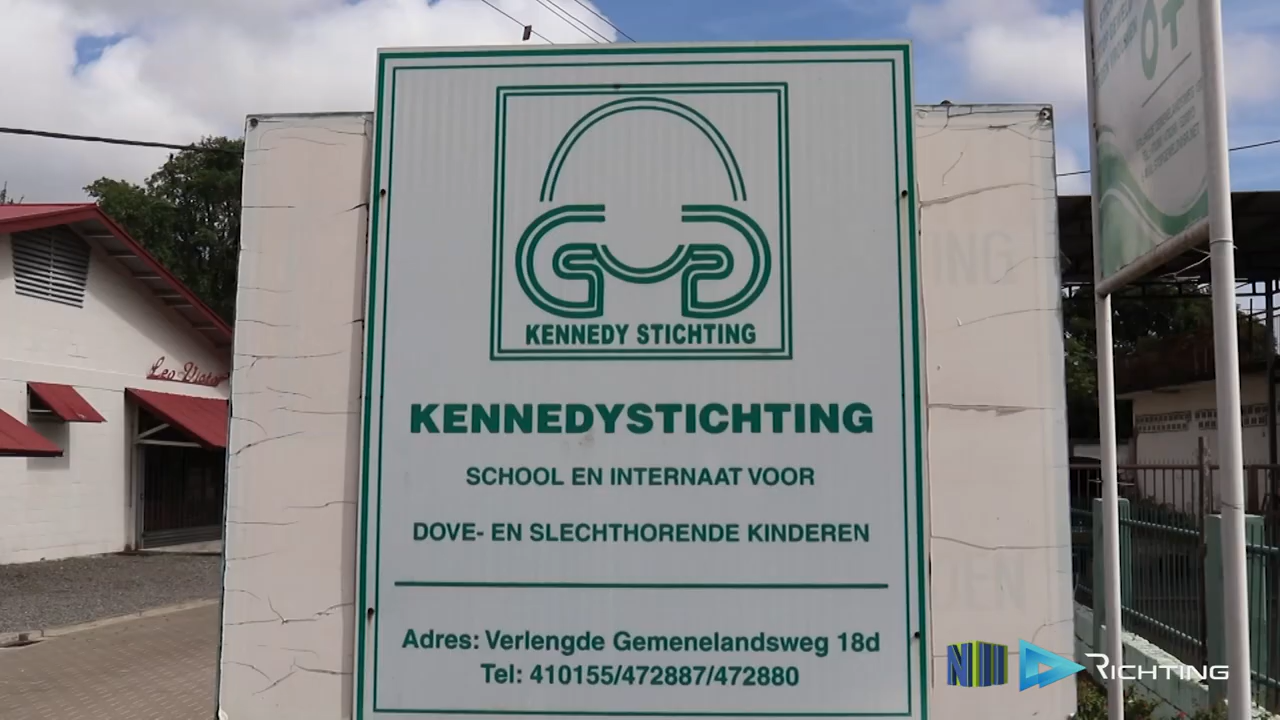 KENNEDY STICHTING
KENNEDYSTICHTING
SCHOOL EN INTERNAAT VOOR
DOVE- EN SLECHTHORENDE KINDEREN
Adres: Verlengde Gemenelandsweg 18d
Tel: 410155/472887/472880
Leo
RICHTING